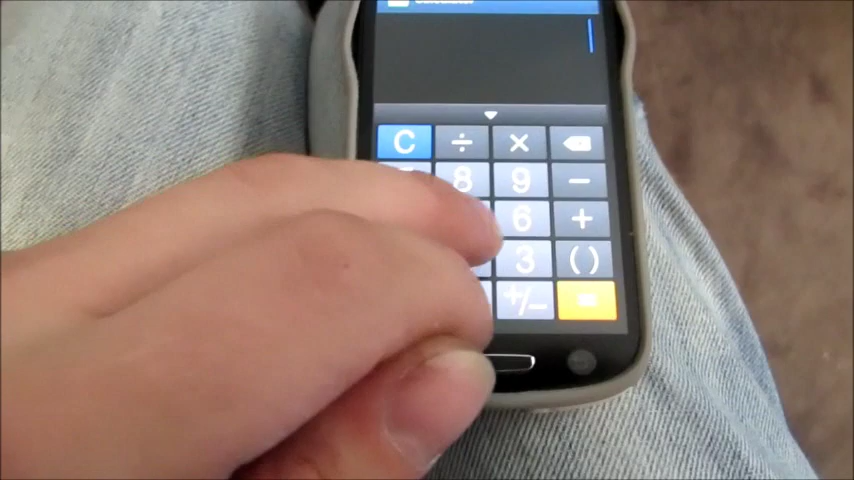 C ÷ ×
8 9 −
6 +
3 ()
+/− =